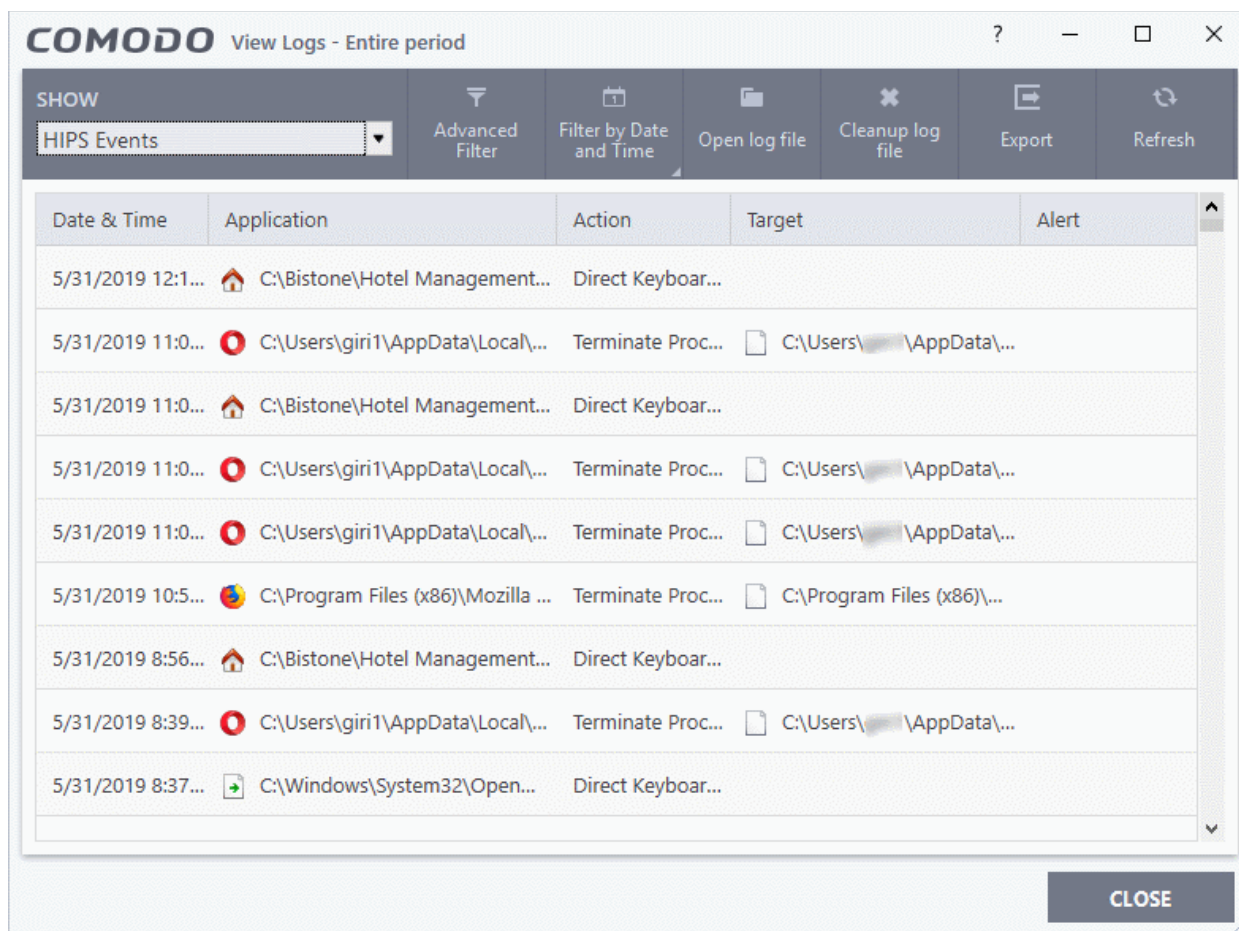 COMODO View Logs - Entire period ?
SHOW
HIPS Events
Advanced
Filter
Filter by Date
and Time
Open log file
Cleanup log
file
Export
Refresh
Date & Time Application Action Target Alert
5/31/2019 12:1... C:\Bistone\Hotel Management... Direct Keyboar...
5/31/2019 11:0... C:\Users\giri1\AppData\Local\... Terminate Proc... C:\Users\ \AppData\...
5/31/2019 11:0... C:\Bistone\Hotel Management... Direct Keyboar...
5/31/2019 11:0... C:\Users\giri1\AppData\Local\... Terminate Proc... C:\Users\ \AppData\...
5/31/2019 11:0... C:\Users\giri1\AppData\Local\... Terminate Proc... C:\Users\ \AppData\...
5/31/2019 10:5... C:\Program Files (x86)\Mozilla ... Terminate Proc... C:\Program Files (x86)\...
5/31/2019 8:56... C:\Bistone\Hotel Management... Direct Keyboar...
5/31/2019 8:39... C:\Users\giri1\AppData\Local\... Terminate Proc... C:\Users\ \AppData\...
5/31/2019 8:37... C:\Windows\System32\Open... Direct Keyboar...
CLOSE